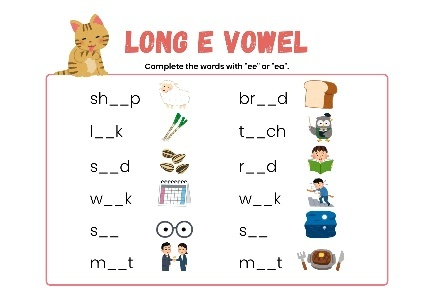 LONG E VOWEL
Complete the words with "ee" or "ea".
sh__p
br__d
l__k
t__ch
s__d
r__d
w__k
w__k
s__
s__
m__t
m__t